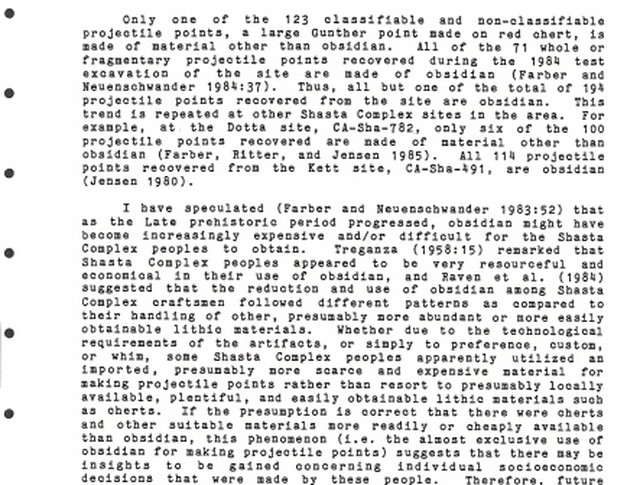 Only one of the 123 classifiable and non-classifiable
projectile points, a large Gunther point made on red chert, is
made of material other than obsidian. All of the 71 whole or
fragmentary projectile points recovered during the 1984 test
excavation of the site are made of obsidian (Farber and
Neuenschwander 1984:37). Thus, all but one of the total of 194
projectile points recovered from the site are obsidian. This
trend is repeated at other Shasta Complex sites in the area. For
example, at the Dotta site, CA-Sha-782, only six of the 100
projectile points recovered are made of material other than
obsidian (Farber, Ritter, and Jensen 1985). All 114 projectile
points recovered from the Kett site, CA-Sha-491, are obsidian
(Jensen 1980).
I have speculated (Farber and Neuenschwander 1983:52) that
as the Late prehistoric period progressed, obsidian might have
become increasingly expensive and/or difficult for the Shasta
Complex peoples to obtain. Treganza (1958:15) remarked that
Shasta Complex peoples appeared to be very resourceful and
economical in their use of obsidian, and Raven et al. (1984)
suggested that the reduction and use of obsidian among Shasta
Complex craftsmen followed different patterns as compared to
their handling of other, presumably more abundant or more easily
obtainable lithic materials. Whether due to the technological
requirements of the artifacts, or simply to preference, custom,
or whim, some Shasta Complex peoples apparently utilized an
imported, presumably more scarce and expensive material for
making projectile points rather than resort to presumably locally
available, plentiful, and easily obtainable lithic materials such
as cherts. If the presumption is correct that there were cherts
and other suitable materials more readily or cheaply available
than obsidian, this phenomenon (i.e. the almost exclusive use of
obsidian for making projectile points) suggests that there may be
insights to be gained concerning individual socioeconomic
decisions that were made by these people. Therefore, future